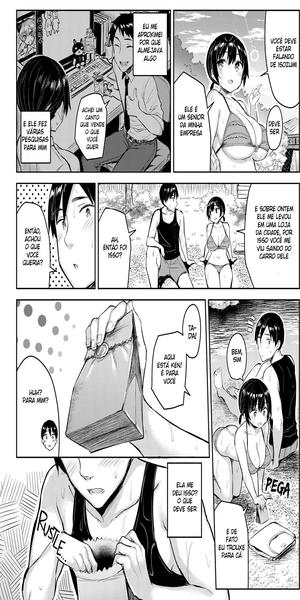 VOCÊ DEVE
ESTAR
FALANDO
DE ISOZUMI
DEVE
SER
ELE É
UM SENIOR
DA MINHA
EMPRESA
EU ME
APROXIMEI
POR QUE
ALMEJAVA
ALGO
ACHEI UM
CANTO
QUE VENDE
O QUE
VOCÊ QUER
E ELE FEZ
VÁRIAS
PESQUISAS
PARA MIM
E SOBRE ONTEM
ELE ME LEVOU
EM UMA LOJA
DA CIDADE, POR
ISSO ME VIU
SAINDO DO
CARRO DELE
AH,
ENTÃO FOI
ISSO?
ENTÃO,
ACHOU O
QUE VOCÊ
QUERIA?
BEM,
SIM
PEGA
E DE
FATO
EU TROUXE
PARA CÁ
TA-
DA!
AQUI
ESTÁ KEN! É
PARA
VOCÊ
HUH?
PARA MIM?
ELA ME
DEU ISSO?
O QUE
DEVE SER
RUSTLE